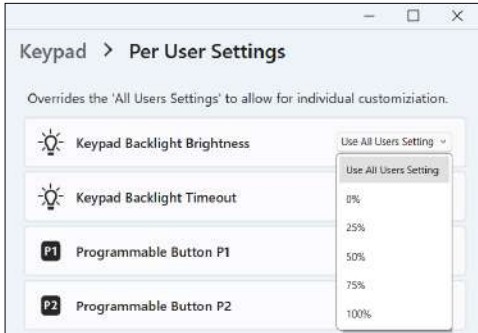 Keypad > Per User Settings
Overrides the 'All Users Settings' to allow for individual customiziation.
Keypad Backlight Brightness
Use All Users Setting
Use All Users Setting
Keypad Backlight Timeout
0%
25%
P1 Programmable Button P1
50%
75%
P2 Programmable Button P2
100%